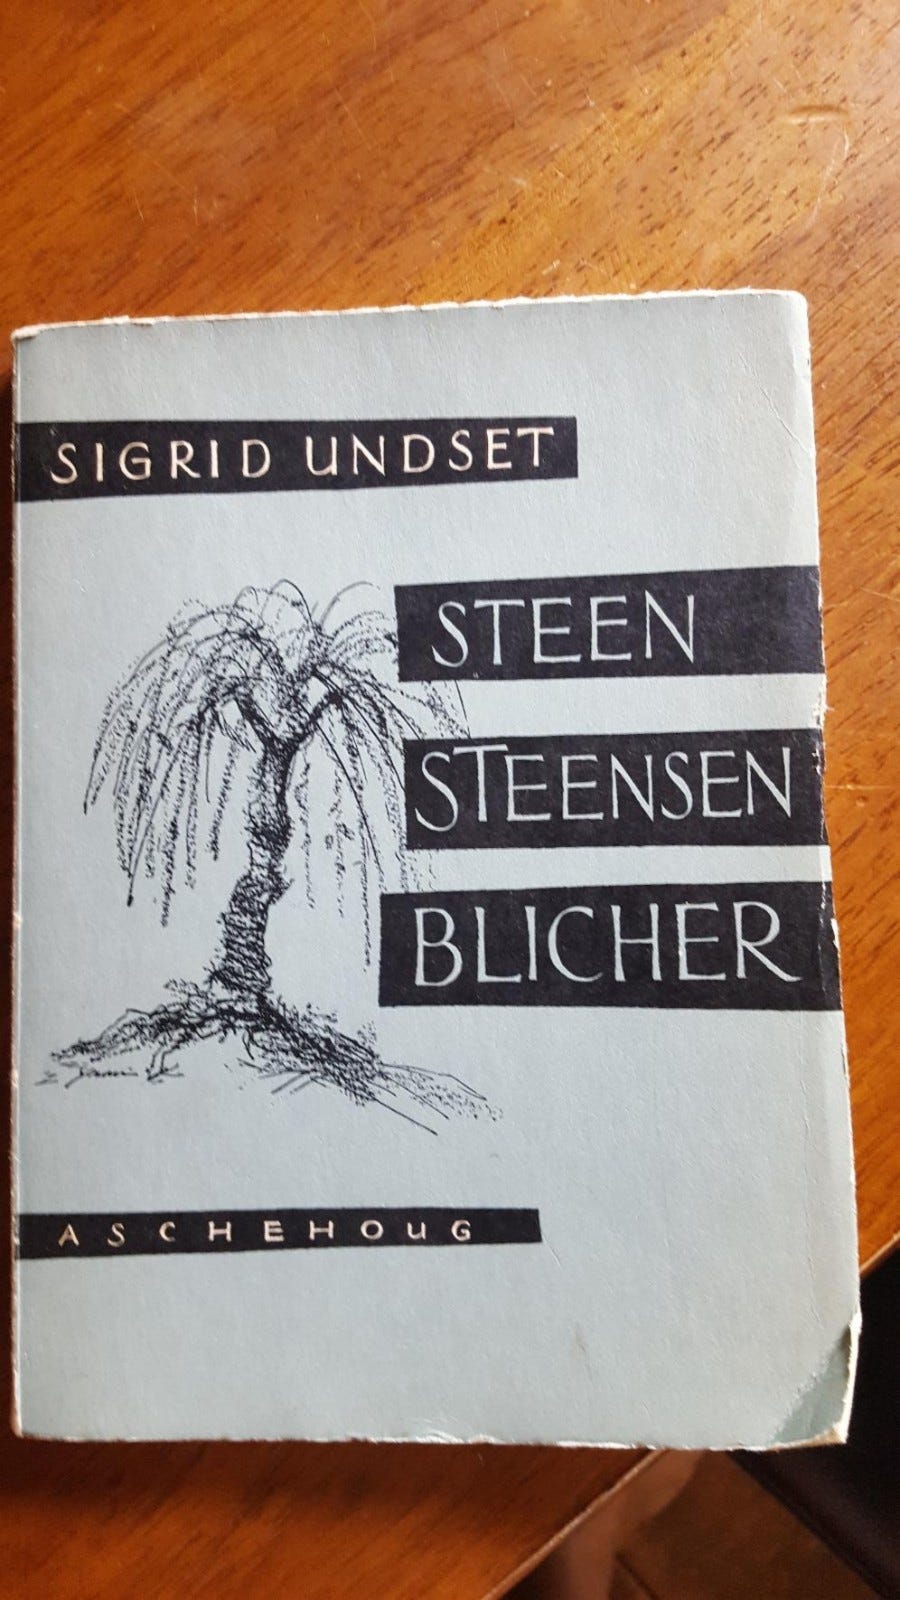 SIGRID UNDSET
STEEN
STEENSEN
BLICHER
ASCHEHOUG